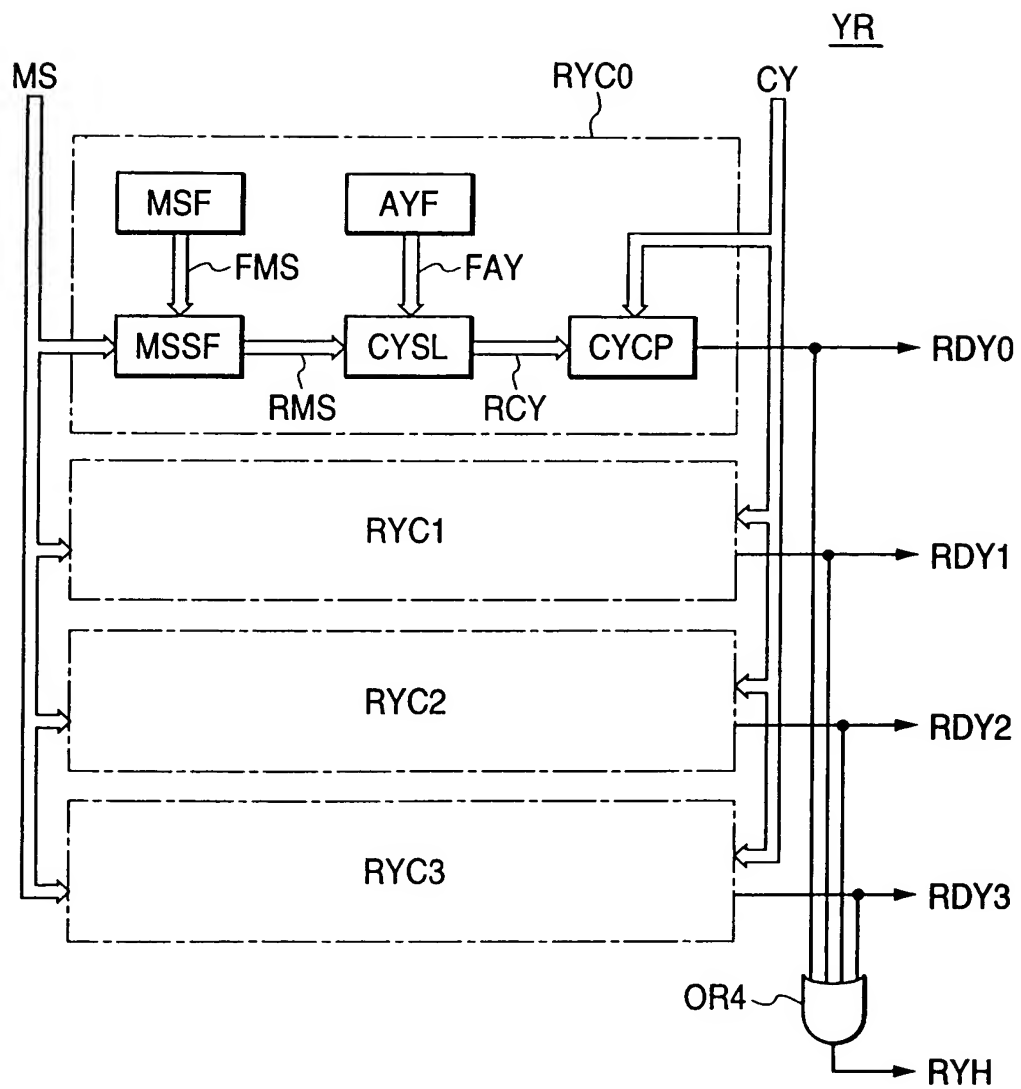 YR
MS
RYC0
CY
MSF
AYF
FMS
FAY
MSSF
CYSL
CYCP
RDY0
RMS
RCY
RYC1
RDY1
RYC2
RDY2
RYC3
RDY3
OR4
RYH